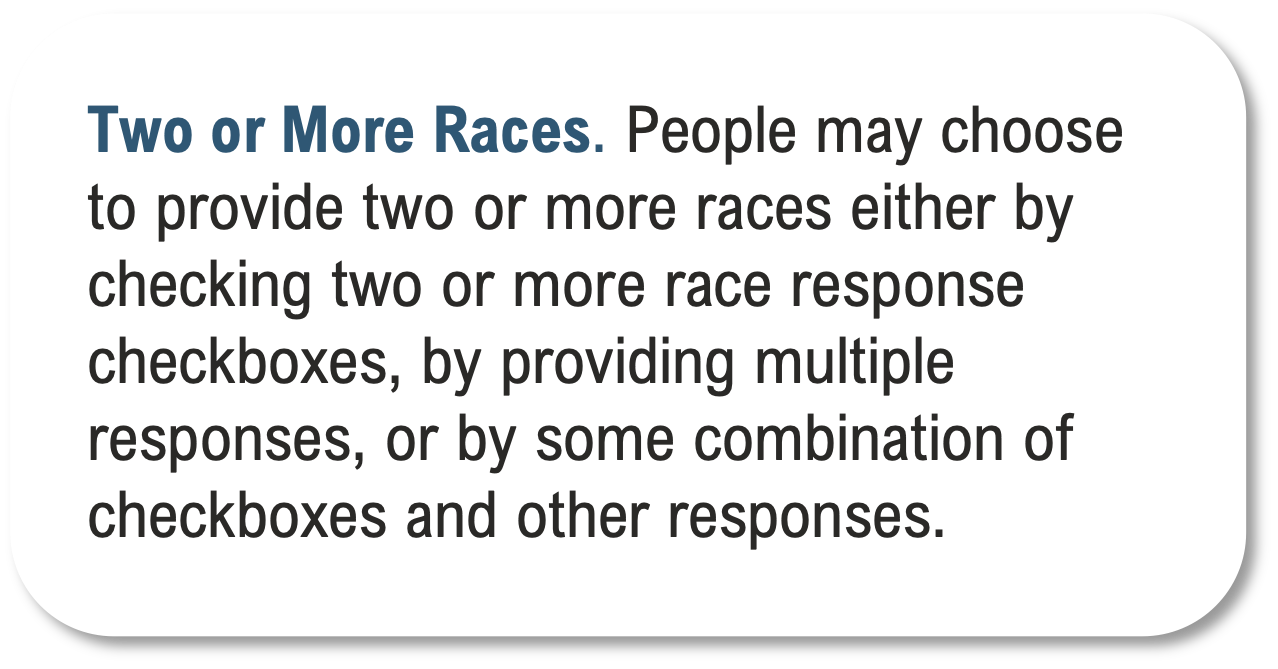 Two or More Races. People may choose
to provide two or more races either by
checking two or more race response
checkboxes, by providing multiple
responses, or by some combination of
checkboxes and other responses.